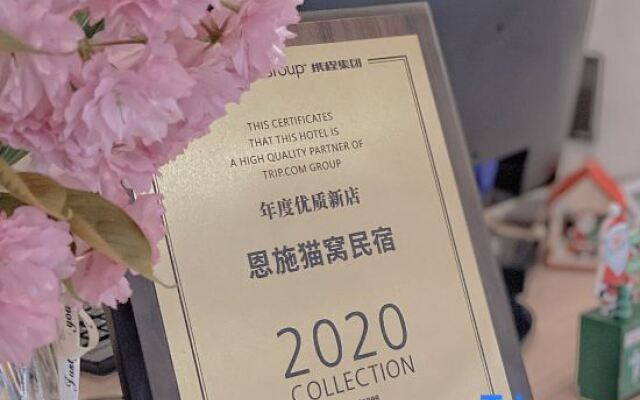 Group 携程集团
THIS CERTIFICATES
THAT THIS HOTEL IS
A HIGH QUALITY PARTNER OF
TRIP.COM GROUP
年度优质新店
恩施猫窝民宿
2020
COLLECTION